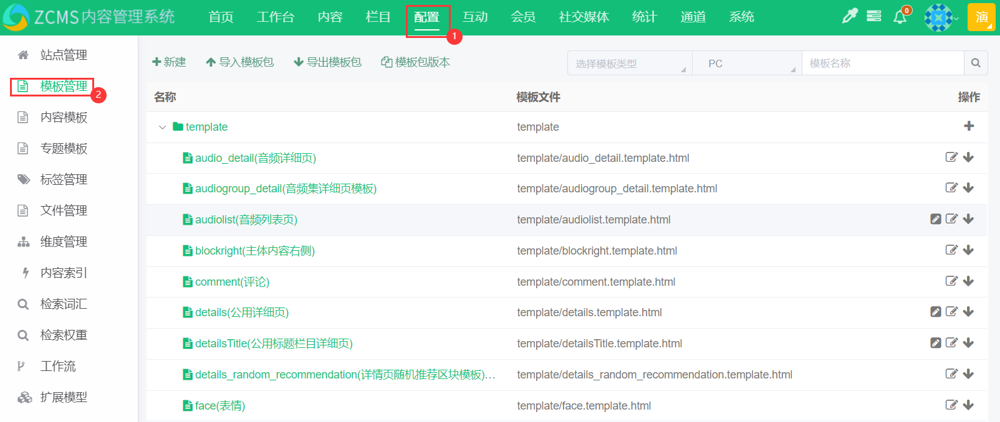 ZCMS内容管理系统 首页 工作台 内容 栏目 配置 互动 会员 社交媒体 统计 通道 系统 0 演
1
站点管理
模板管理
2
内容模板
专题模板
标签管理
文件管理
维度管理
内容索引
检索词汇
检索权重
工作流
扩展模型
新建 导入模板包 导出模板包 模板包版本 选择模板类型 PC 模板名称
名称 模板文件 操作
template template
audio_detail(音频详细页) template/audio_detail.template.html
audiogroup_detail(音频集详细页模板) template/audiogroup_detail.template.html
audiolist(音频列表页) template/audiolist.template.html
blockright(主体内容右侧) template/blockright.template.html
comment(评论) template/comment.template.html
details(公用详细页) template/details.template.html
detailsTitle(公用标题栏目详细页) template/detailsTitle.template.html
details_random_recommendation(详情页随机推荐区块模板)... template/details_random_recommendation.template.html
face(表情) template/face.template.html